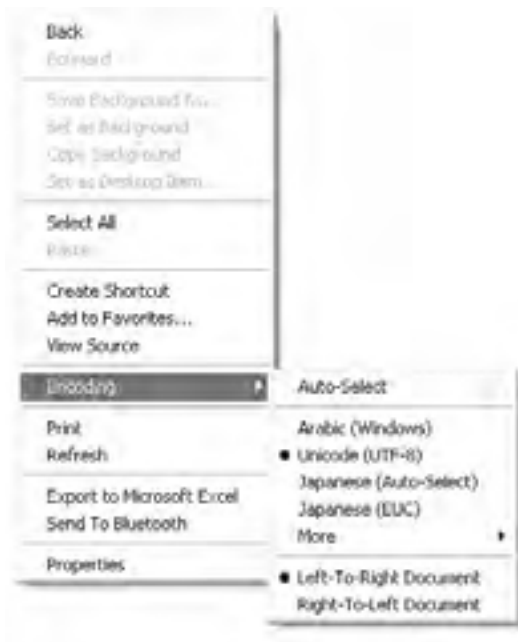 Back
Forward
Save Background As...
Set as Background
Copy Background
Set as Desktop Item...
Select All
Paste
Create Shortcut
Add to Favorites...
View Source
Encoding
Print
Refresh
Export to Microsoft Excel
Send To Bluetooth
Properties
Auto-Select
Arabic (Windows)
Unicode (UTF-8)
Japanese (Auto-Select)
Japanese (EUC)
More
Left-To-Right Document
Right-To-Left Document